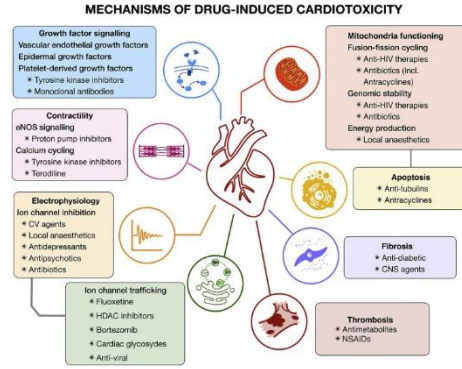 MECHANISMS OF DRUG-INDUCED CARDIOTOXICITY
Growth factor signalling
Vascular endothelial growth factors
Epidermal growth factors
Platelet-derived growth factors
✶ Tyrosine kinase inhibitors
✶ Monoclonal antibodies
Contractility
oNOS signalling
✶ Proton pump inhibitors
Calcium cycling
✶ Tyrosine kinase inhibitors
✶ Terodiline
Electrophysiology
Ion channel inhibition
✶ CV agents
✶ Local anaesthetics
✶ Antidepressants
✶ Antipsychotics
✶ Antibiotics
Ion channel trafficking
✶ Fluoxetine
✶ HDAC inhibitors
✶ Bortezomib
✶ Cardiac glycosydes
✶ Anti-viral
Mitochondria functioning
Fusion-fission cycling
✶ Anti-HIV therapies
✶ Antibiotics (incl.
Antracyclines)
Genomic stability
✶ Anti-HIV therapies
✶ Antibiotics
Energy production
✶ Local anaesthetics
Apoptosis
✶ Anti-tubulins
✶ Antracyclines
Fibrosis
✶ Anti-diabetic
✶ CNS agents
Thrombosis
✶ Antimetabolites
✶ NSAIDs